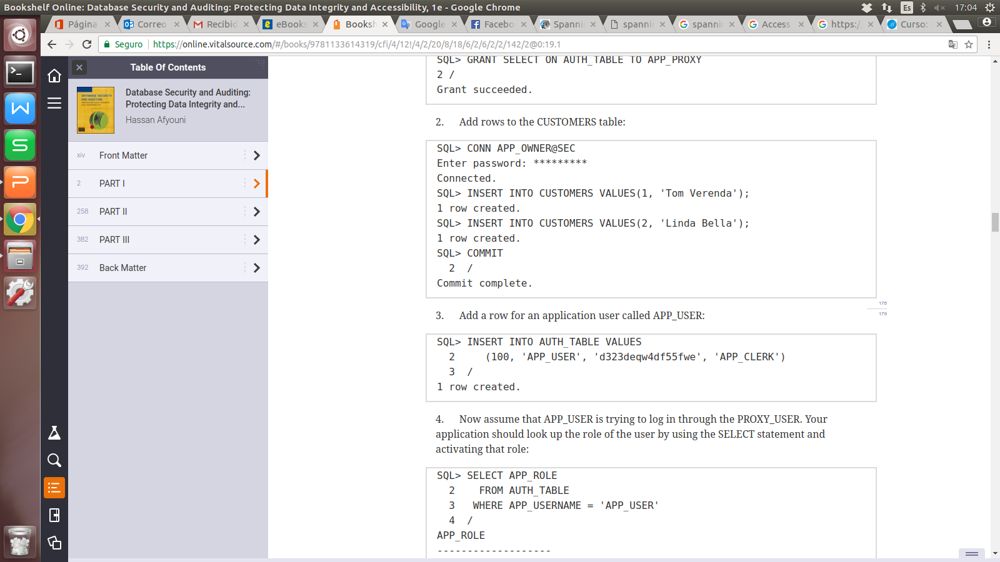 Bookshelf Online: Database Security and Auditing: Protecting Data Integrity and Accessibility, 1e - Google Chrome
Es
17:04
Página
Correo
Recibid
eBooks
Booksh
Google
Facebo
Spannin
spannin
spannin
Access
https:/
Curso:
Seguro
https://online.vitalsource.com/#/books/9781133614319/cfi/4/12!/4/2/20/8/18/6/2/6/2/2/142/2@0:19.1
Table Of Contents
Database Security and Auditing:
Protecting Data Integrity and...
Hassan Afyouni
xiv Front Matter
2 PART I
258 PART II
382 PART III
392 Back Matter
SQL> GRANT SELECT ON AUTH_TABLE TO APP_PROXY
2 /
Grant succeeded.
2. Add rows to the CUSTOMERS table:
SQL> CONN APP_OWNER@SEC
Enter password: *********
Connected.
SQL> INSERT INTO CUSTOMERS VALUES(1, 'Tom Verenda');
1 row created.
SQL> INSERT INTO CUSTOMERS VALUES(2, 'Linda Bella');
1 row created.
SQL> COMMIT
2 /
Commit complete.
178
179
3. Add a row for an application user called APP_USER:
SQL> INSERT INTO AUTH_TABLE VALUES
2 (100, 'APP_USER', 'd323deqw4df55fwe', 'APP_CLERK')
3 /
1 row created.
4. Now assume that APP_USER is trying to log in through the PROXY_USER. Your
application should look up the role of the user by using the SELECT statement and
activating that role:
SQL> SELECT APP_ROLE
2 FROM AUTH_TABLE
3 WHERE APP_USERNAME = 'APP_USER'
4 /
APP_ROLE
-------------------